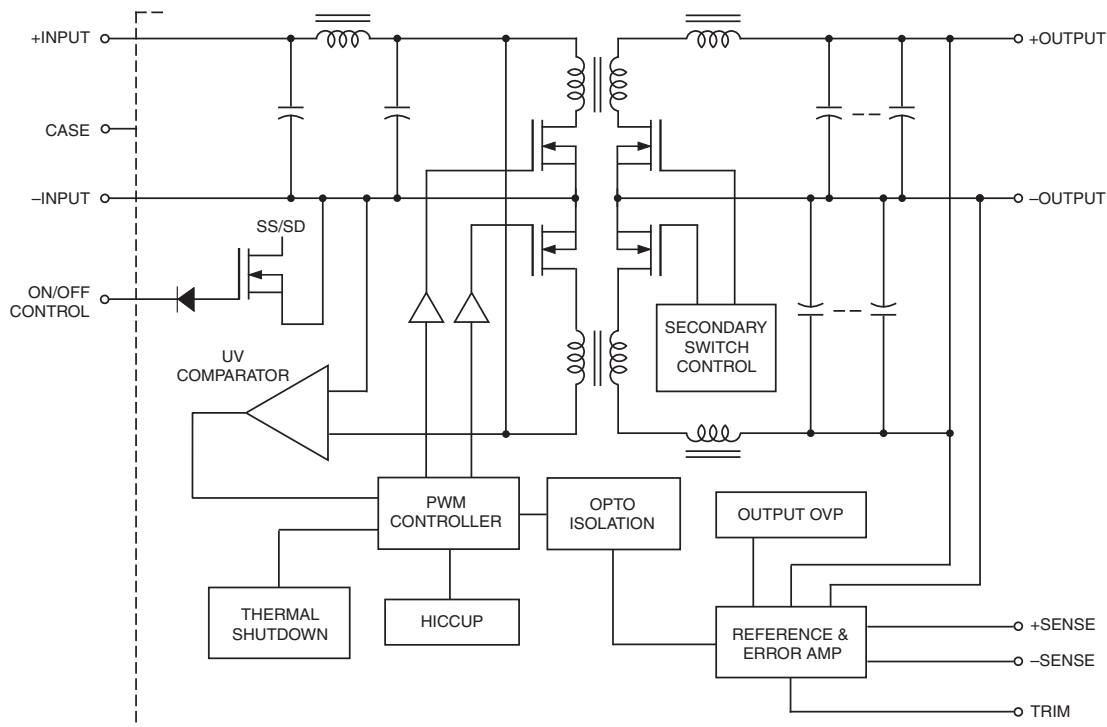 +INPUT
+OUTPUT
CASE
–INPUT
–OUTPUT
SS/SD
ON/OFF
CONTROL
SECONDARY
SWITCH
CONTROL
UV
COMPARATOR
PWM
CONTROLLER
OPTO
ISOLATION
OUTPUT OVP
THERMAL
SHUTDOWN
HICCUP
REFERENCE &
ERROR AMP
+SENSE
–SENSE
TRIM